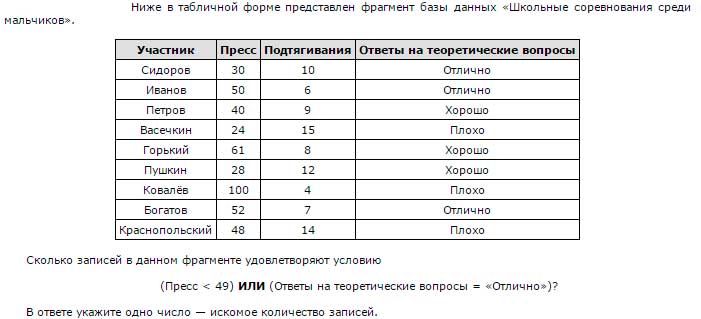 Ниже в табличной форме представлен фрагмент базы данных «Школьные соревнования среди
мальчиков».
Участник Пресс Подтягивания Ответы на теоретические вопросы
Сидоров 30 10 Отлично
Иванов 50 6 Отлично
Петров 40 9 Хорошо
Васечкин 24 15 Плохо
Горький 61 8 Хорошо
Пушкин 28 12 Хорошо
Ковалёв 100 4 Плохо
Богатов 52 7 Отлично
Краснопольский 48 14 Плохо
Сколько записей в данном фрагменте удовлетворяют условию
(Пресс < 49) ИЛИ (Ответы на теоретические вопросы = «Отлично»)?
В ответе укажите одно число — искомое количество записей.